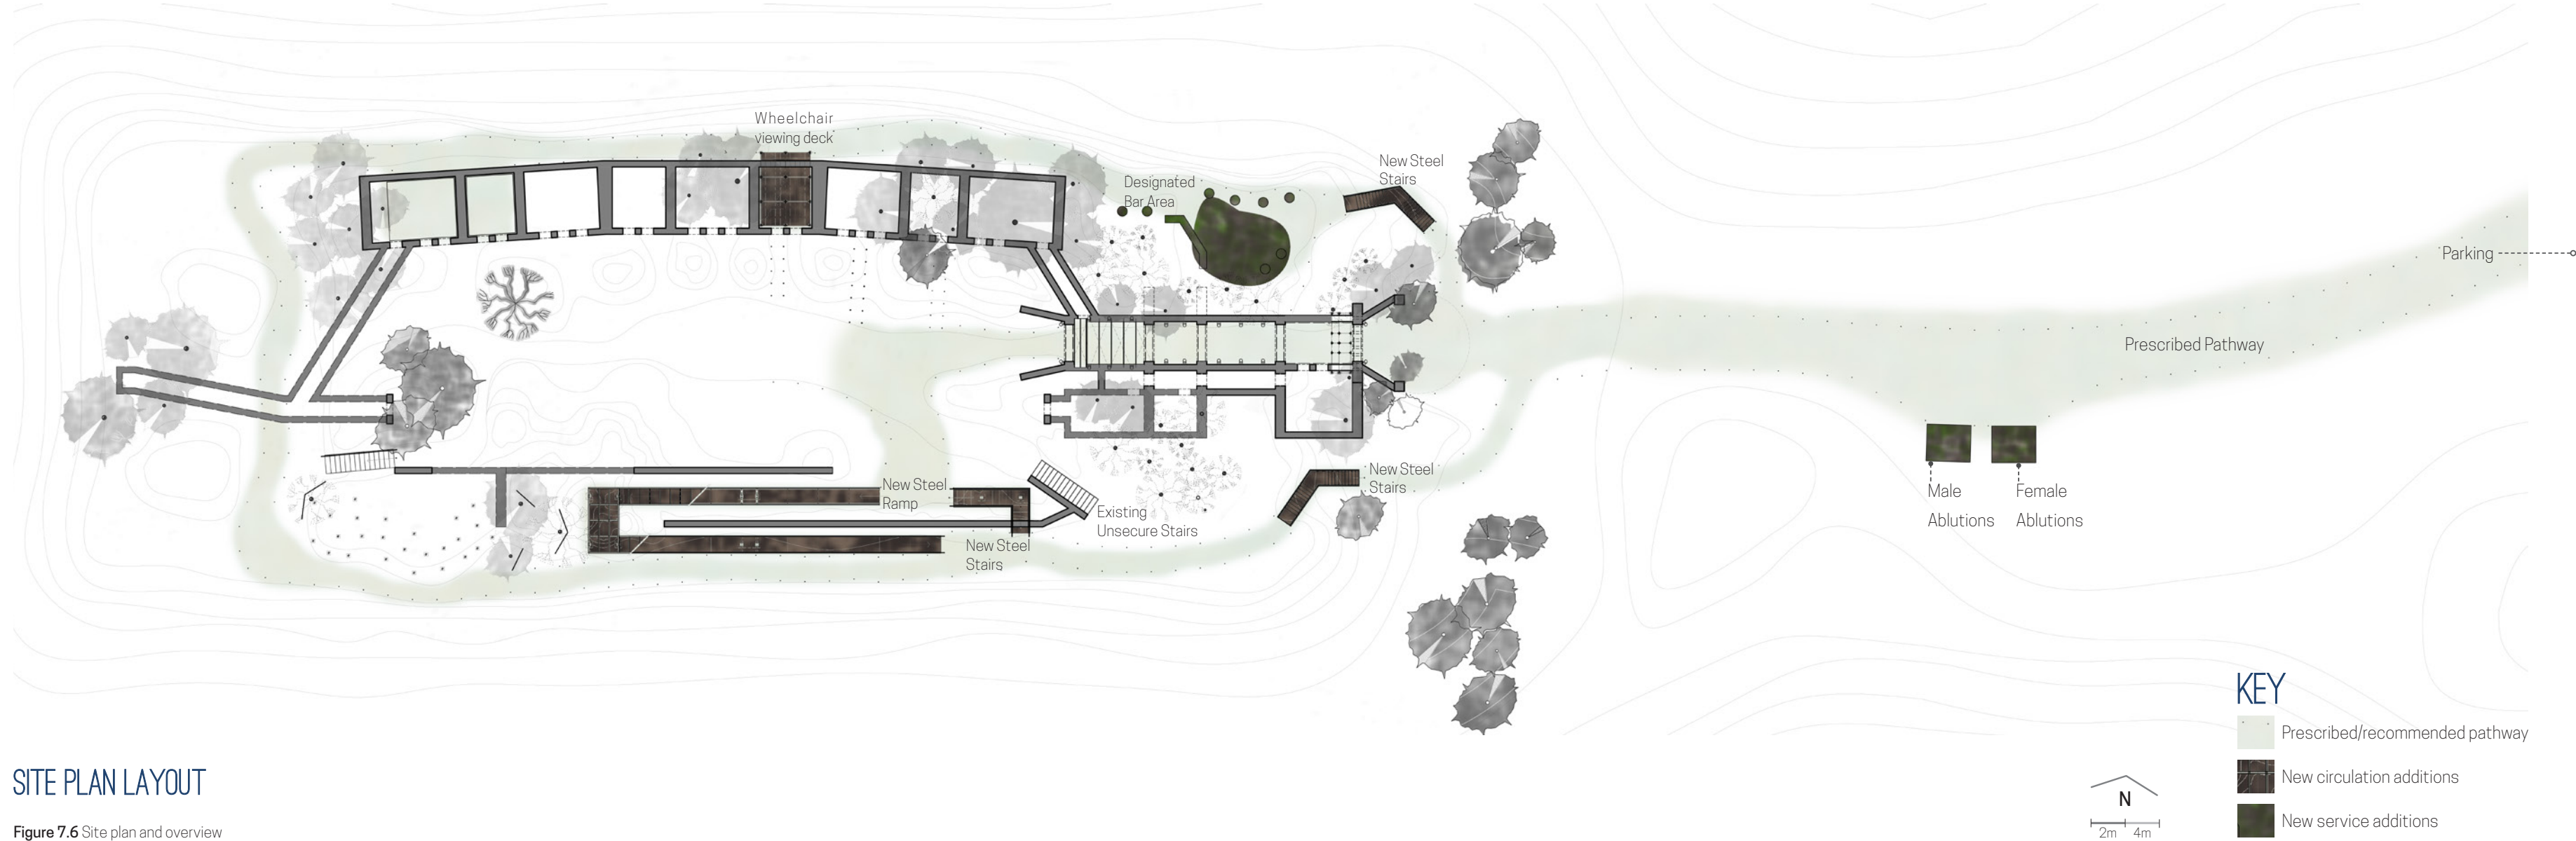 Wheelchair
viewing deck
Designated
Bar Area
New Steel
Stairs
Parking
Prescribed Pathway
New Steel
Ramp
New Steel
Stairs
Existing
Unsecure Stairs
New Steel
Stairs
Male
Ablutions
Female
Ablutions
KEY
Prescribed/recommended pathway
New circulation additions
New service additions
N
2m 4m
SITE PLAN LAYOUT
Figure 7.6 Site plan and overview